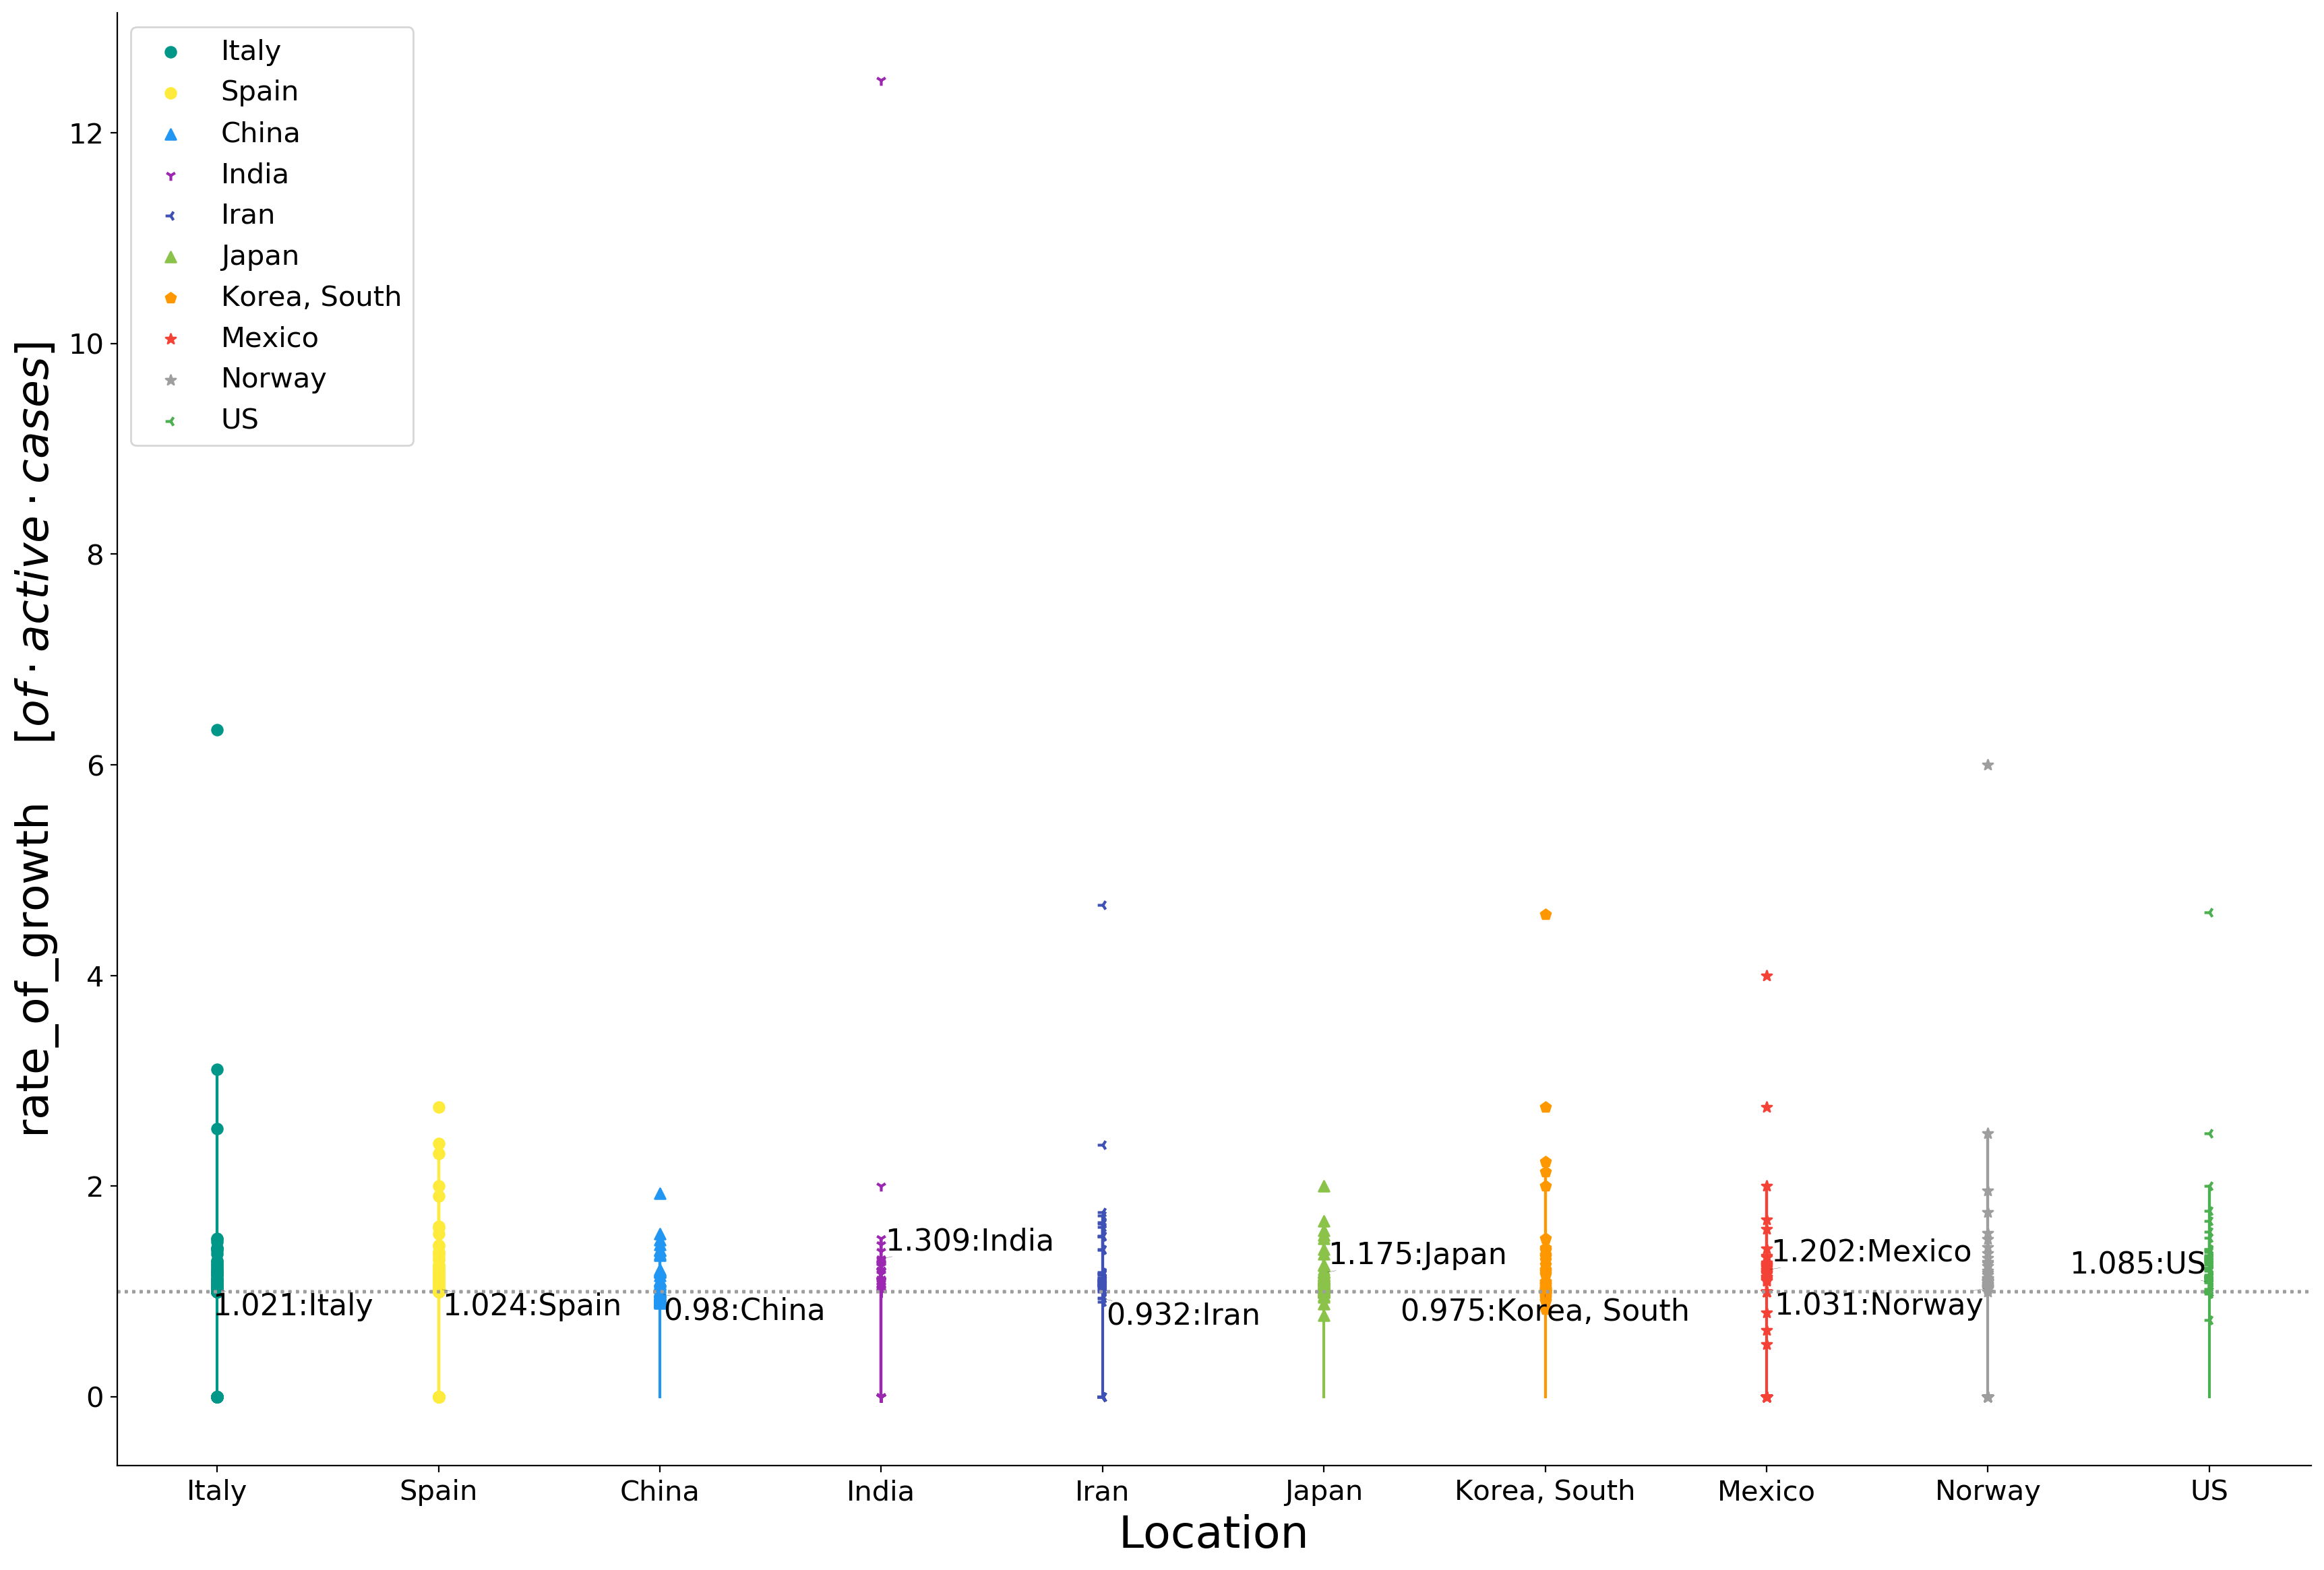 Italy
Spain
China
India
Iran
Japan
Korea, South
Mexico
Norway
US
12
10
8
6
4
2
0
rate_of_growth [of·active·cases]
1.021:Italy
1.024:Spain
0.98:China
1.309:India
0.932:Iran
1.175:Japan
0.975:Korea, South
1.202:Mexico
1.031:Norway
1.085:US
Italy
Spain
China
India
Iran
Japan
Korea, South
Mexico
Norway
US
Location